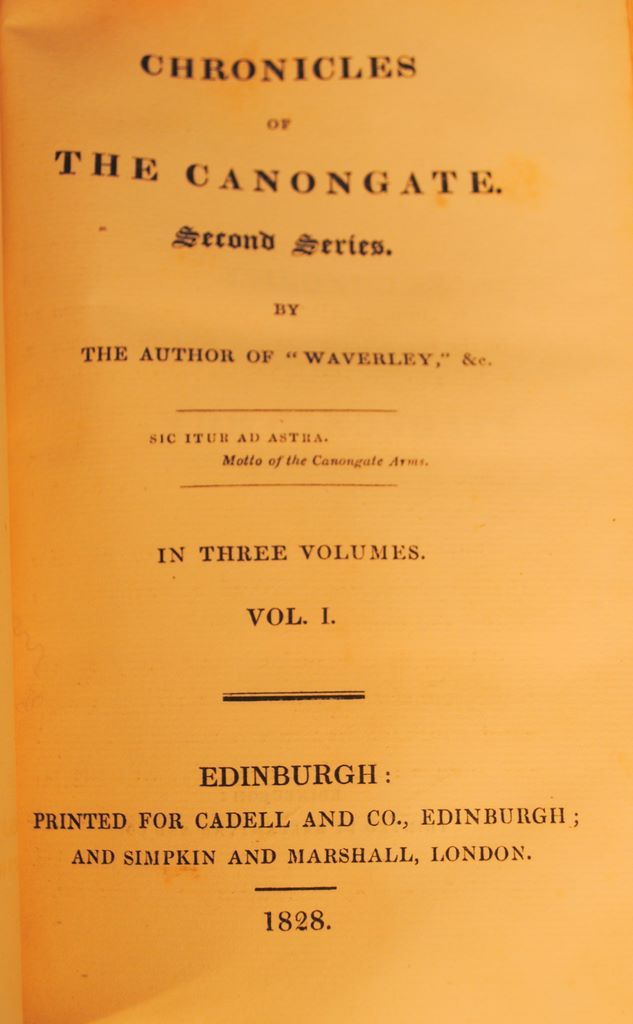 CHRONICLES
OF
THE CANONGATE.
Second Series.
BY
THE AUTHOR OF "WAVERLEY," &c.
SIC ITUR AD ASTRA.
Motto of the Canongate Arms.
IN THREE VOLUMES.
VOL. I.
EDINBURGH:
PRINTED FOR CADELL AND CO., EDINBURGH;
AND SIMPKIN AND MARSHALL, LONDON.
1828.